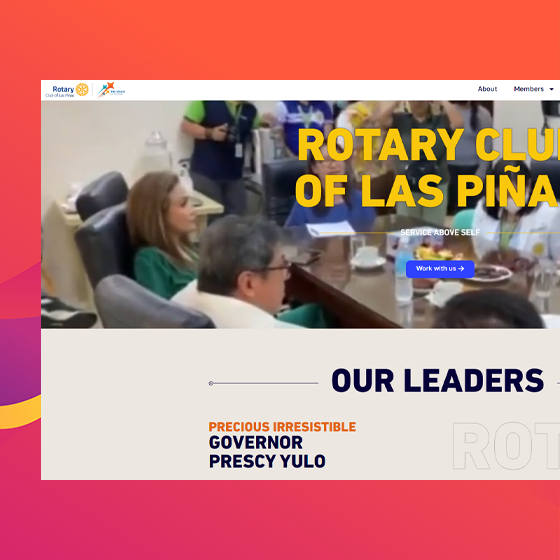 Rotary
Club of Las Piñas
About
Members
ROTARY CLU
OF LAS PIÑA
SERVICE ABOVE SELF
Work with us →
OUR LEADERS
PRECIOUS IRRESISTIBLE
GOVERNOR
PRESCY YULO
ROT